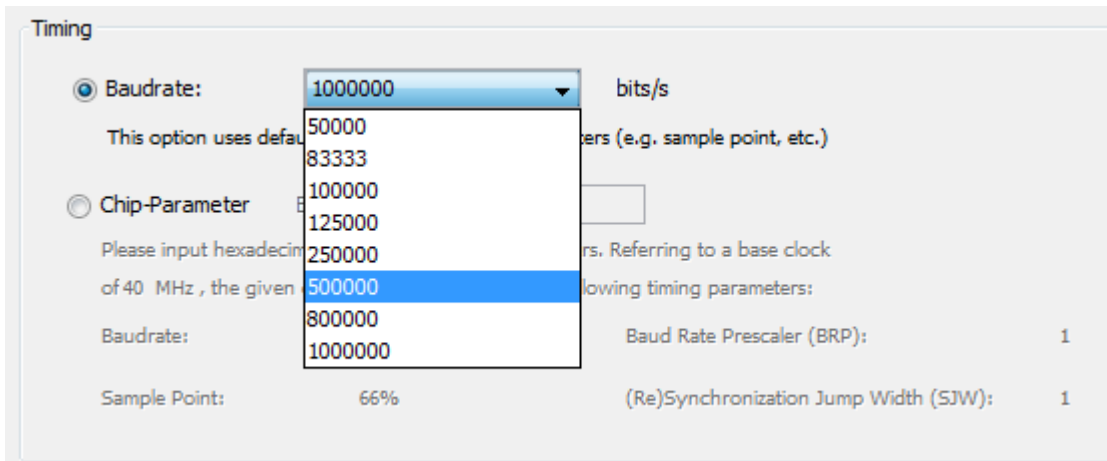 Timing
Baudrate: 1000000 bits/s
50000
This option uses defau ers (e.g. sample point, etc.)
83333
100000
Chip-Parameter
125000
Please input hexadecim rs. Referring to a base clock
250000
of 40 MHz , the given lowing timing parameters:
500000
800000
Baudrate: Baud Rate Prescaler (BRP): 1
1000000
Sample Point: 66% (Re)Synchronization Jump Width (SJW): 1